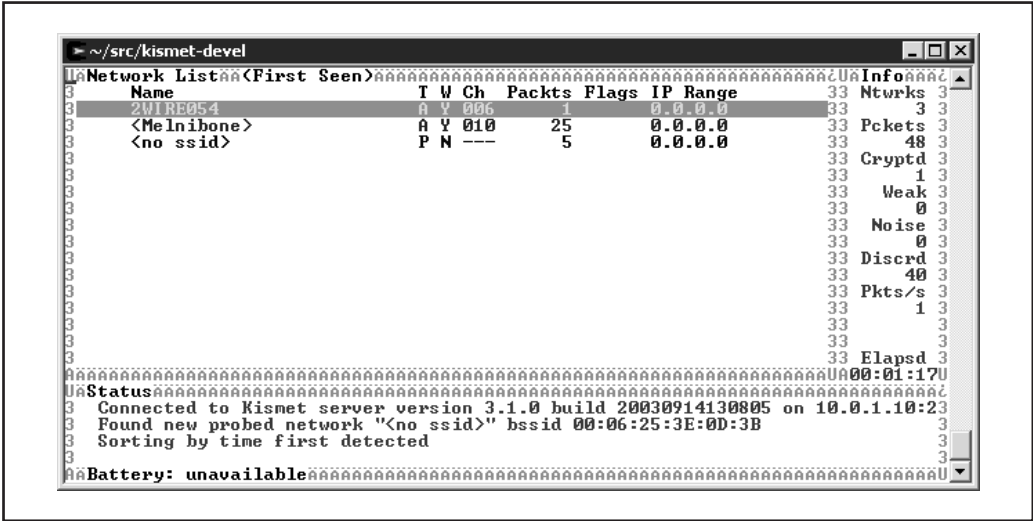 ~/src/kismet-devel
Network List (First Seen)
Info
Name T W Ch Packts Flags IP Range
Ntwrks
2WIRE054 A Y 006 1 0.0.0.0
3
<Melnibone> A Y 010 25 0.0.0.0
Pckets
<no ssid> P N --- 5 0.0.0.0
48
Cryptd
1
Weak
0
Noise
0
Discrd
40
Pkts/s
1
Elapsd
00:01:17
Status
Connected to Kismet server version 3.1.0 build 20030914130805 on 10.0.1.10:2
Found new probed network "<no ssid>" bssid 00:06:25:3E:0D:3B
Sorting by time first detected
Battery: unavailable